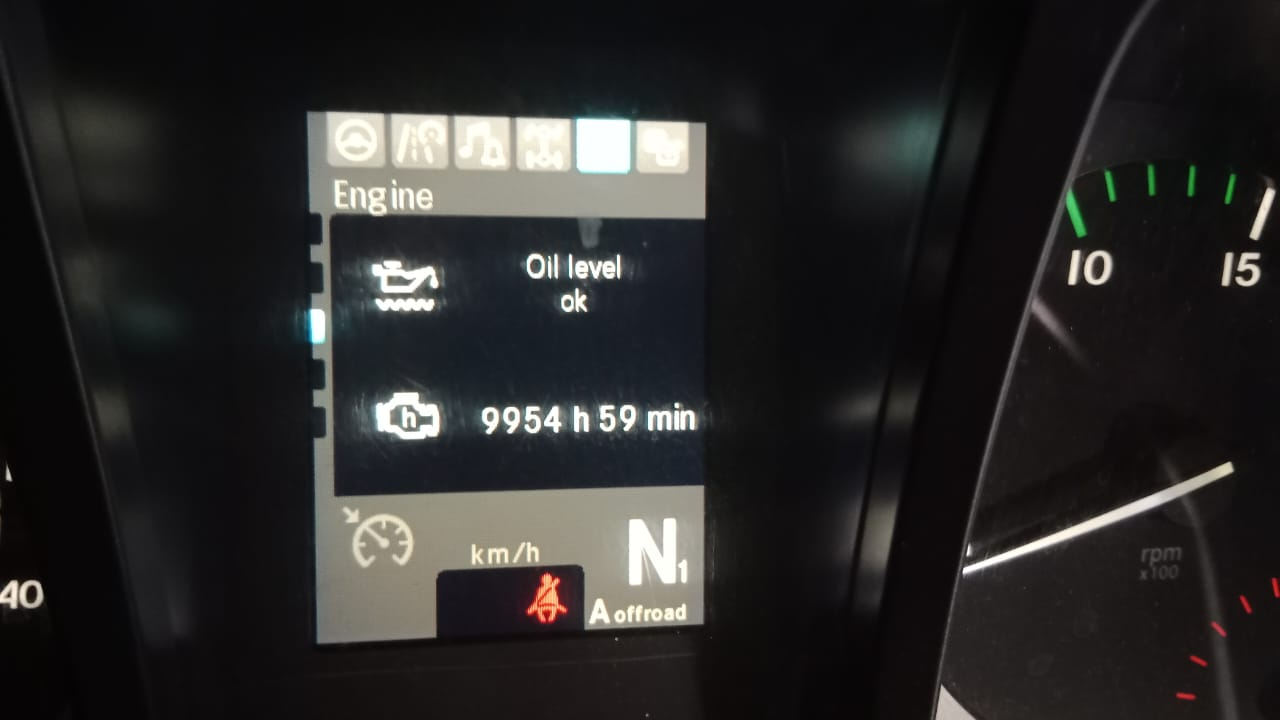 Engine
Oil level
ok
h
9954 h 59 min
km/h
N1
A offroad
40
10
15
rpm
x100